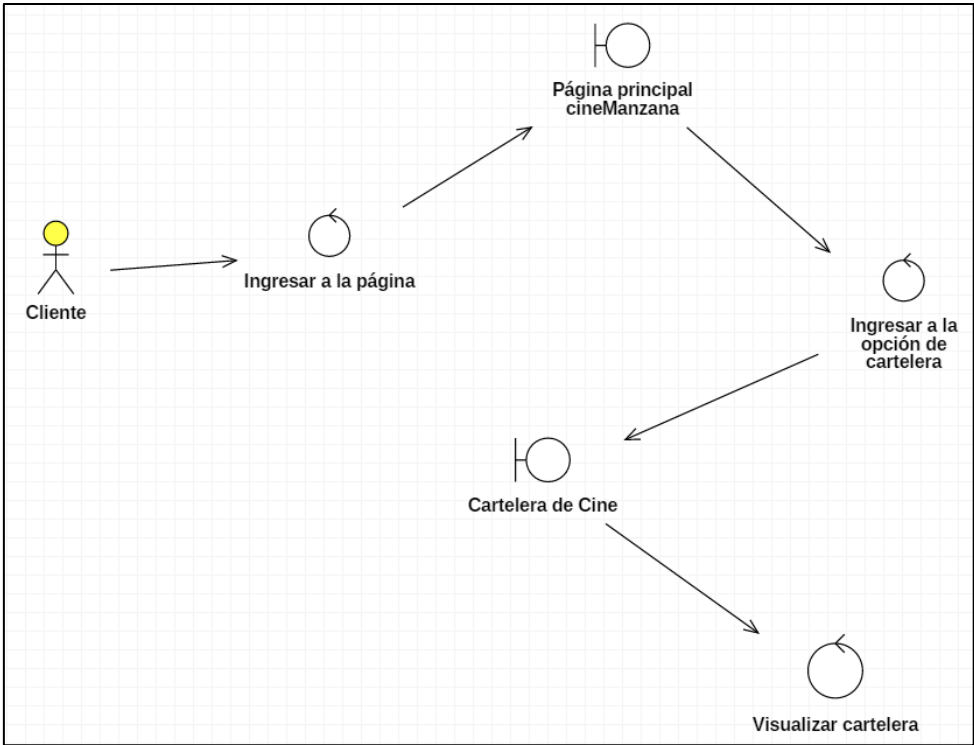 Página principal
cineManzana
Ingresar a la página
Cliente
Ingresar a la
opción de
cartelera
Cartelera de Cine
Visualizar cartelera